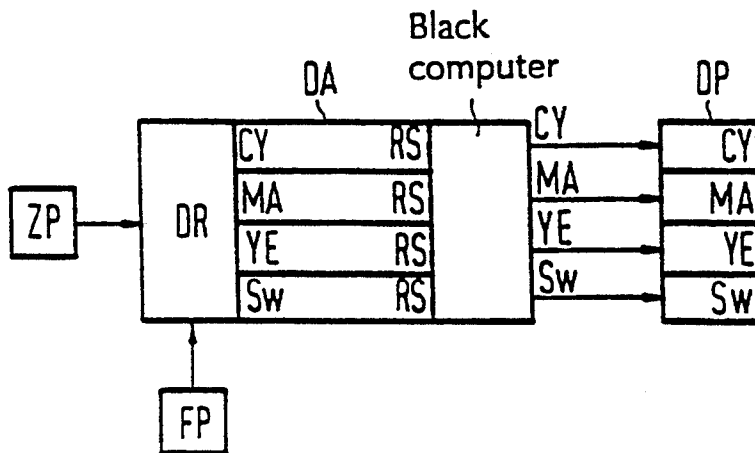 Black
computer
DA
DP
CY RS
CY
CY
MA RS
MA
MA
ZP
DR
YE RS
YE
YE
Sw RS
Sw
Sw
FP